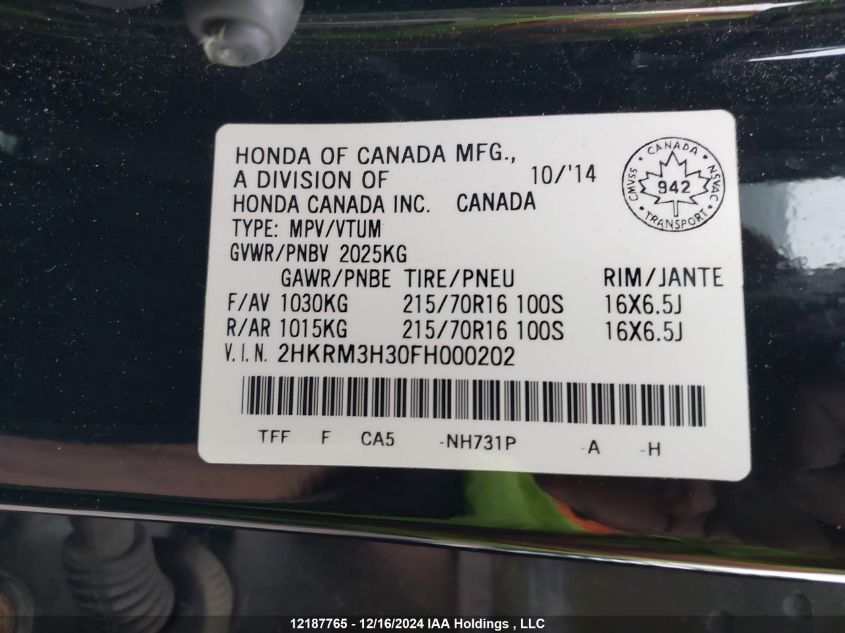 HONDA OF CANADA MFG.,
A DIVISION OF 10/'14
HONDA CANADA INC. CANADA
TYPE: MPV/VTUM
GVWR/PNBV 2025KG
GAWR/PNBE TIRE/PNEU RIM/JANTE
F/AV 1030KG 215/70R16 100S 16X6.5J
R/AR 1015KG 215/70R16 100S 16X6.5J
V.I.N. 2HKRM3H30FH000202
TFF F CA5 -NH731P -A -H
CANADA
CMVSS 942 NSVAC
TRANSPORT
12187765 - 12/16/2024 IAA Holdings , LLC